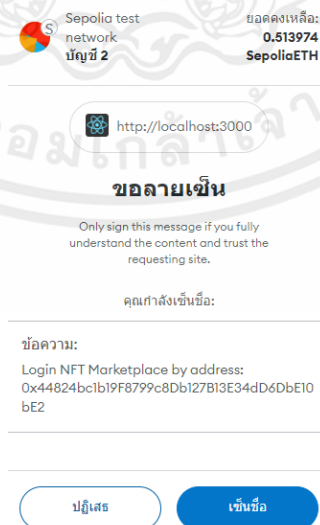 Sepolia test
network
บัญชี 2
ยอดคงเหลือ:
0.513974
SepoliaETH
http://localhost:3000
ขอลายเซ็น
Only sign this message if you fully
understand the content and trust the
requesting site.
คุณกำลังเซ็นชื่อ:
ข้อความ:
Login NFT Marketplace by address:
0x44824bc1b19F8799c8Db127B13E34dD6DbE10
bE2
ปฏิเสธ
เซ็นชื่อ